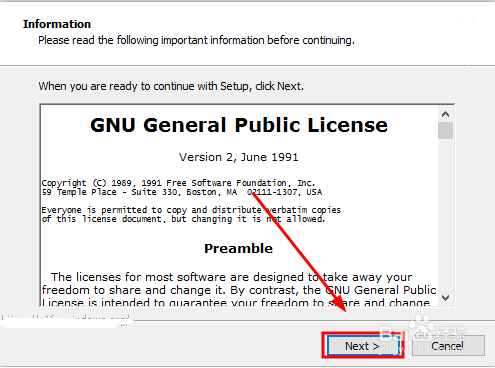 Information
Please read the following important information before continuing.
When you are ready to continue with Setup, click Next.
GNU General Public License
Version 2, June 1991
Copyright (C) 1989, 1991 Free Software Foundation, Inc.
59 Temple Place - Suite 330, Boston, MA 02111-1307, USA
Everyone is permitted to copy and distribute verbatim copies
of this license document, but changing it is not allowed.
Preamble
The licenses for most software are designed to take away your
freedom to share and change it. By contrast, the GNU General Public
License is intended to guarantee your freedom to share and change
Next >
Cancel